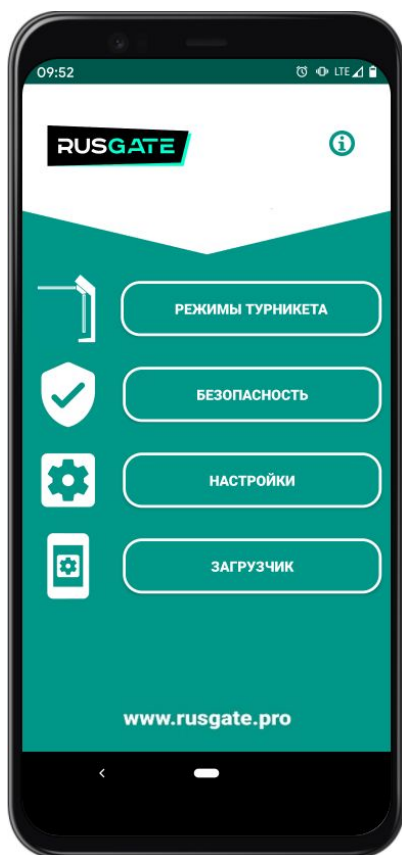 09:52
LTE
RUSGATE
РЕЖИМЫ ТУРНИКЕТА
БЕЗОПАСНОСТЬ
НАСТРОЙКИ
ЗАГРУЗЧИК
www.rusgate.pro